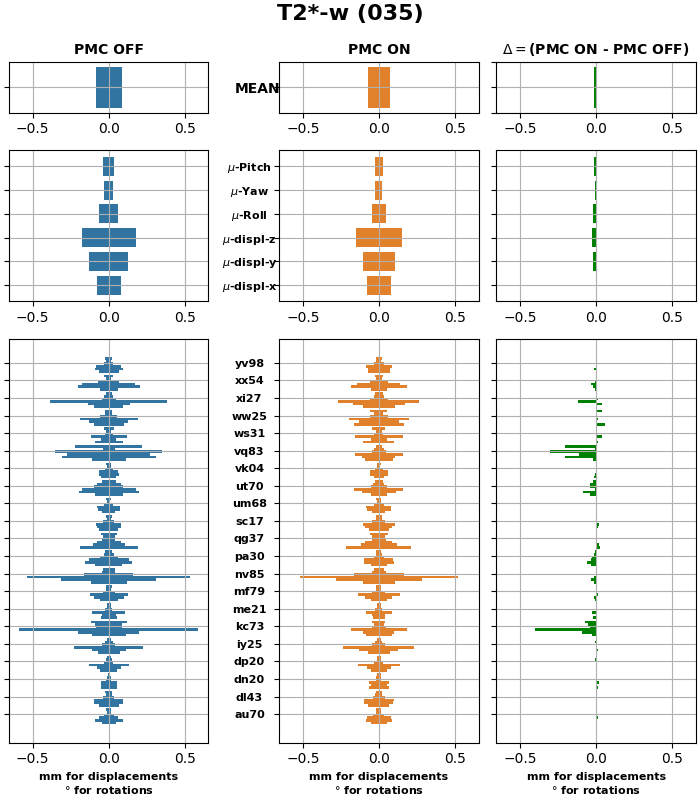 T2*-w (035)
PMC OFF
PMC ON
Δ = (PMC ON - PMC OFF)
MEAN
−0.5 0.0 0.5
−0.5 0.0 0.5
−0.5 0.0 0.5
μ-Pitch
μ-Yaw
μ-Roll
μ-displ-z
μ-displ-y
μ-displ-x
−0.5 0.0 0.5
−0.5 0.0 0.5
−0.5 0.0 0.5
yv98
xx54
xi27
ww25
ws31
vq83
vk04
ut70
um68
sc17
qg37
pa30
nv85
mf79
me21
kc73
iy25
dp20
dn20
dl43
au70
−0.5 0.0 0.5
−0.5 0.0 0.5
−0.5 0.0 0.5
mm for displacements
° for rotations
mm for displacements
° for rotations
mm for displacements
° for rotations